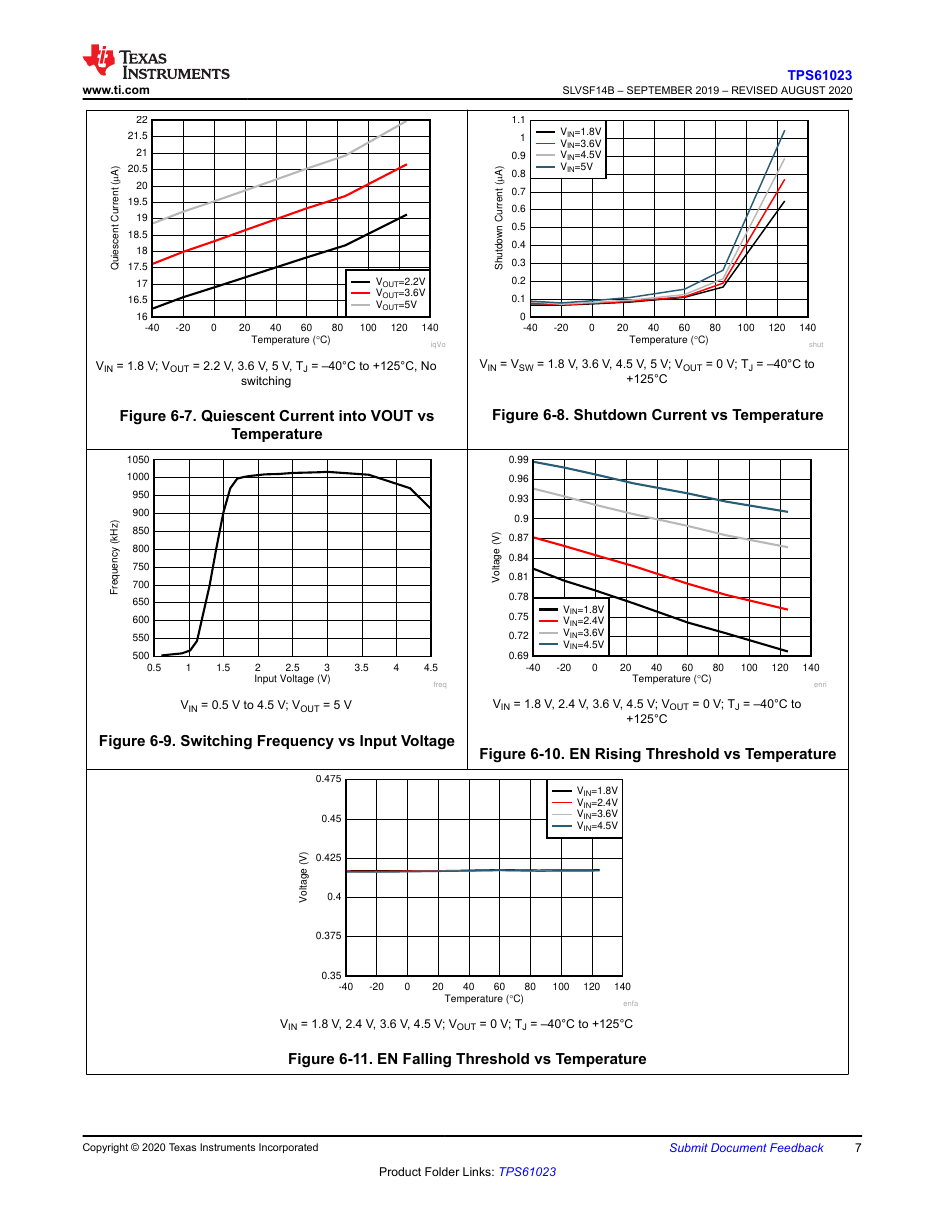 TEXAS
INSTRUMENTS
www.ti.com
TPS61023
SLVSF14B – SEPTEMBER 2019 – REVISED AUGUST 2020
22
21.5
21
20.5
20
19.5
19
18.5
18
17.5
17
16.5
16
Quiescent Current (µA)
VOUT=2.2V
VOUT=3.6V
VOUT=5V
-40 -20 0 20 40 60 80 100 120 140
Temperature (°C)
iqVo
VIN = 1.8 V; VOUT = 2.2 V, 3.6 V, 5 V, TJ = –40°C to +125°C, No
switching
Figure 6-7. Quiescent Current into VOUT vs
Temperature
1.1
1
0.9
0.8
0.7
0.6
0.5
0.4
0.3
0.2
0.1
0
Shutdown Current (µA)
VIN=1.8V
VIN=3.6V
VIN=4.5V
VIN=5V
-40 -20 0 20 40 60 80 100 120 140
Temperature (°C)
shut
VIN = VSW = 1.8 V, 3.6 V, 4.5 V, 5 V; VOUT = 0 V; TJ = –40°C to
+125°C
Figure 6-8. Shutdown Current vs Temperature
1050
1000
950
900
850
800
750
700
650
600
550
500
Frequency (kHz)
0.5 1 1.5 2 2.5 3 3.5 4 4.5
Input Voltage (V)
freq
VIN = 0.5 V to 4.5 V; VOUT = 5 V
Figure 6-9. Switching Frequency vs Input Voltage
0.99
0.96
0.93
0.9
0.87
0.84
0.81
0.78
0.75
0.72
0.69
Voltage (V)
VIN=1.8V
VIN=2.4V
VIN=3.6V
VIN=4.5V
-40 -20 0 20 40 60 80 100 120 140
Temperature (°C)
enri
VIN = 1.8 V, 2.4 V, 3.6 V, 4.5 V; VOUT = 0 V; TJ = –40°C to
+125°C
Figure 6-10. EN Rising Threshold vs Temperature
0.475
0.45
0.425
0.4
0.375
0.35
Voltage (V)
VIN=1.8V
VIN=2.4V
VIN=3.6V
VIN=4.5V
-40 -20 0 20 40 60 80 100 120 140
Temperature (°C)
enfa
VIN = 1.8 V, 2.4 V, 3.6 V, 4.5 V; VOUT = 0 V; TJ = –40°C to +125°C
Figure 6-11. EN Falling Threshold vs Temperature
Copyright © 2020 Texas Instruments Incorporated
Submit Document Feedback 7
Product Folder Links: TPS61023